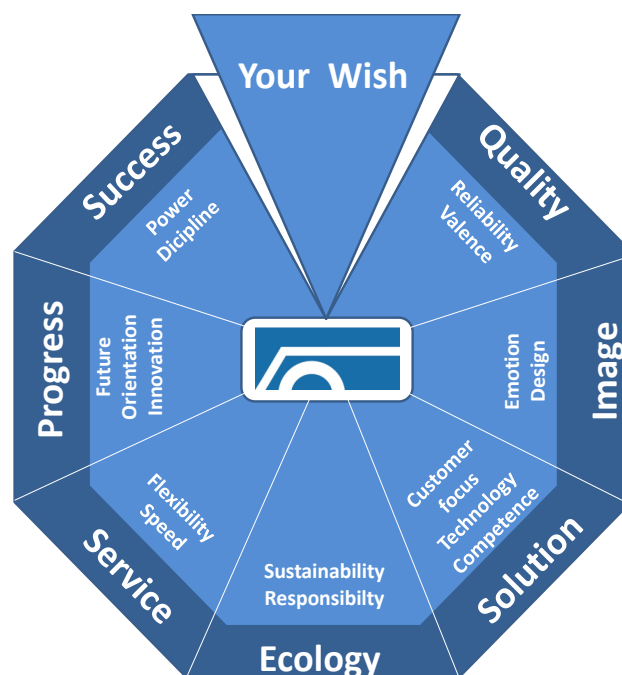 Your Wish
Quality
Reliability
Valence
Image
Emotion
Design
Solution
Customer
focus
Technology
Competence
Ecology
Sustainability
Responsibilty
Service
Flexibility
Speed
Progress
Future
Orientation
Innovation
Success
Power
Dicipline